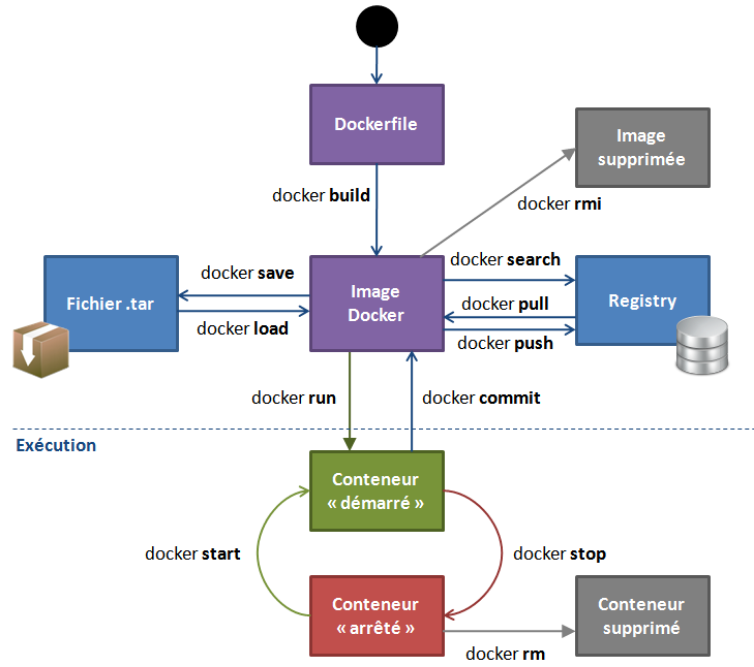 Dockerfile
Image
supprimée
docker build
docker rmi
docker save
docker search
Fichier .tar
Image
Docker
docker pull
Registry
docker load
docker push
docker run
docker commit
Exécution
Conteneur
« démarré »
docker start
docker stop
Conteneur
« arrêté »
Conteneur
supprimé
docker rm